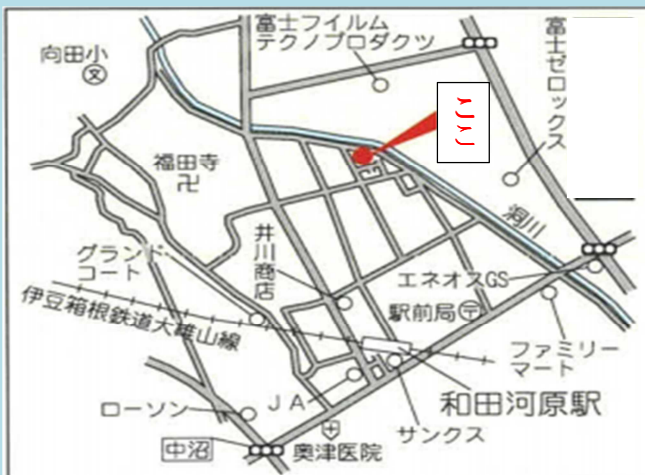 富士フイルム
テクノプロダクツ
富士ゼロックス
向田小
文
ここ
福田寺
卍
洞川
井川商店
グランド
コート
エネオスGS
伊豆箱根鉄道大雄山線
駅前局
〒
ファミリー
マート
和田河原駅
JA
サンクス
ローソン
中沼
奥津医院